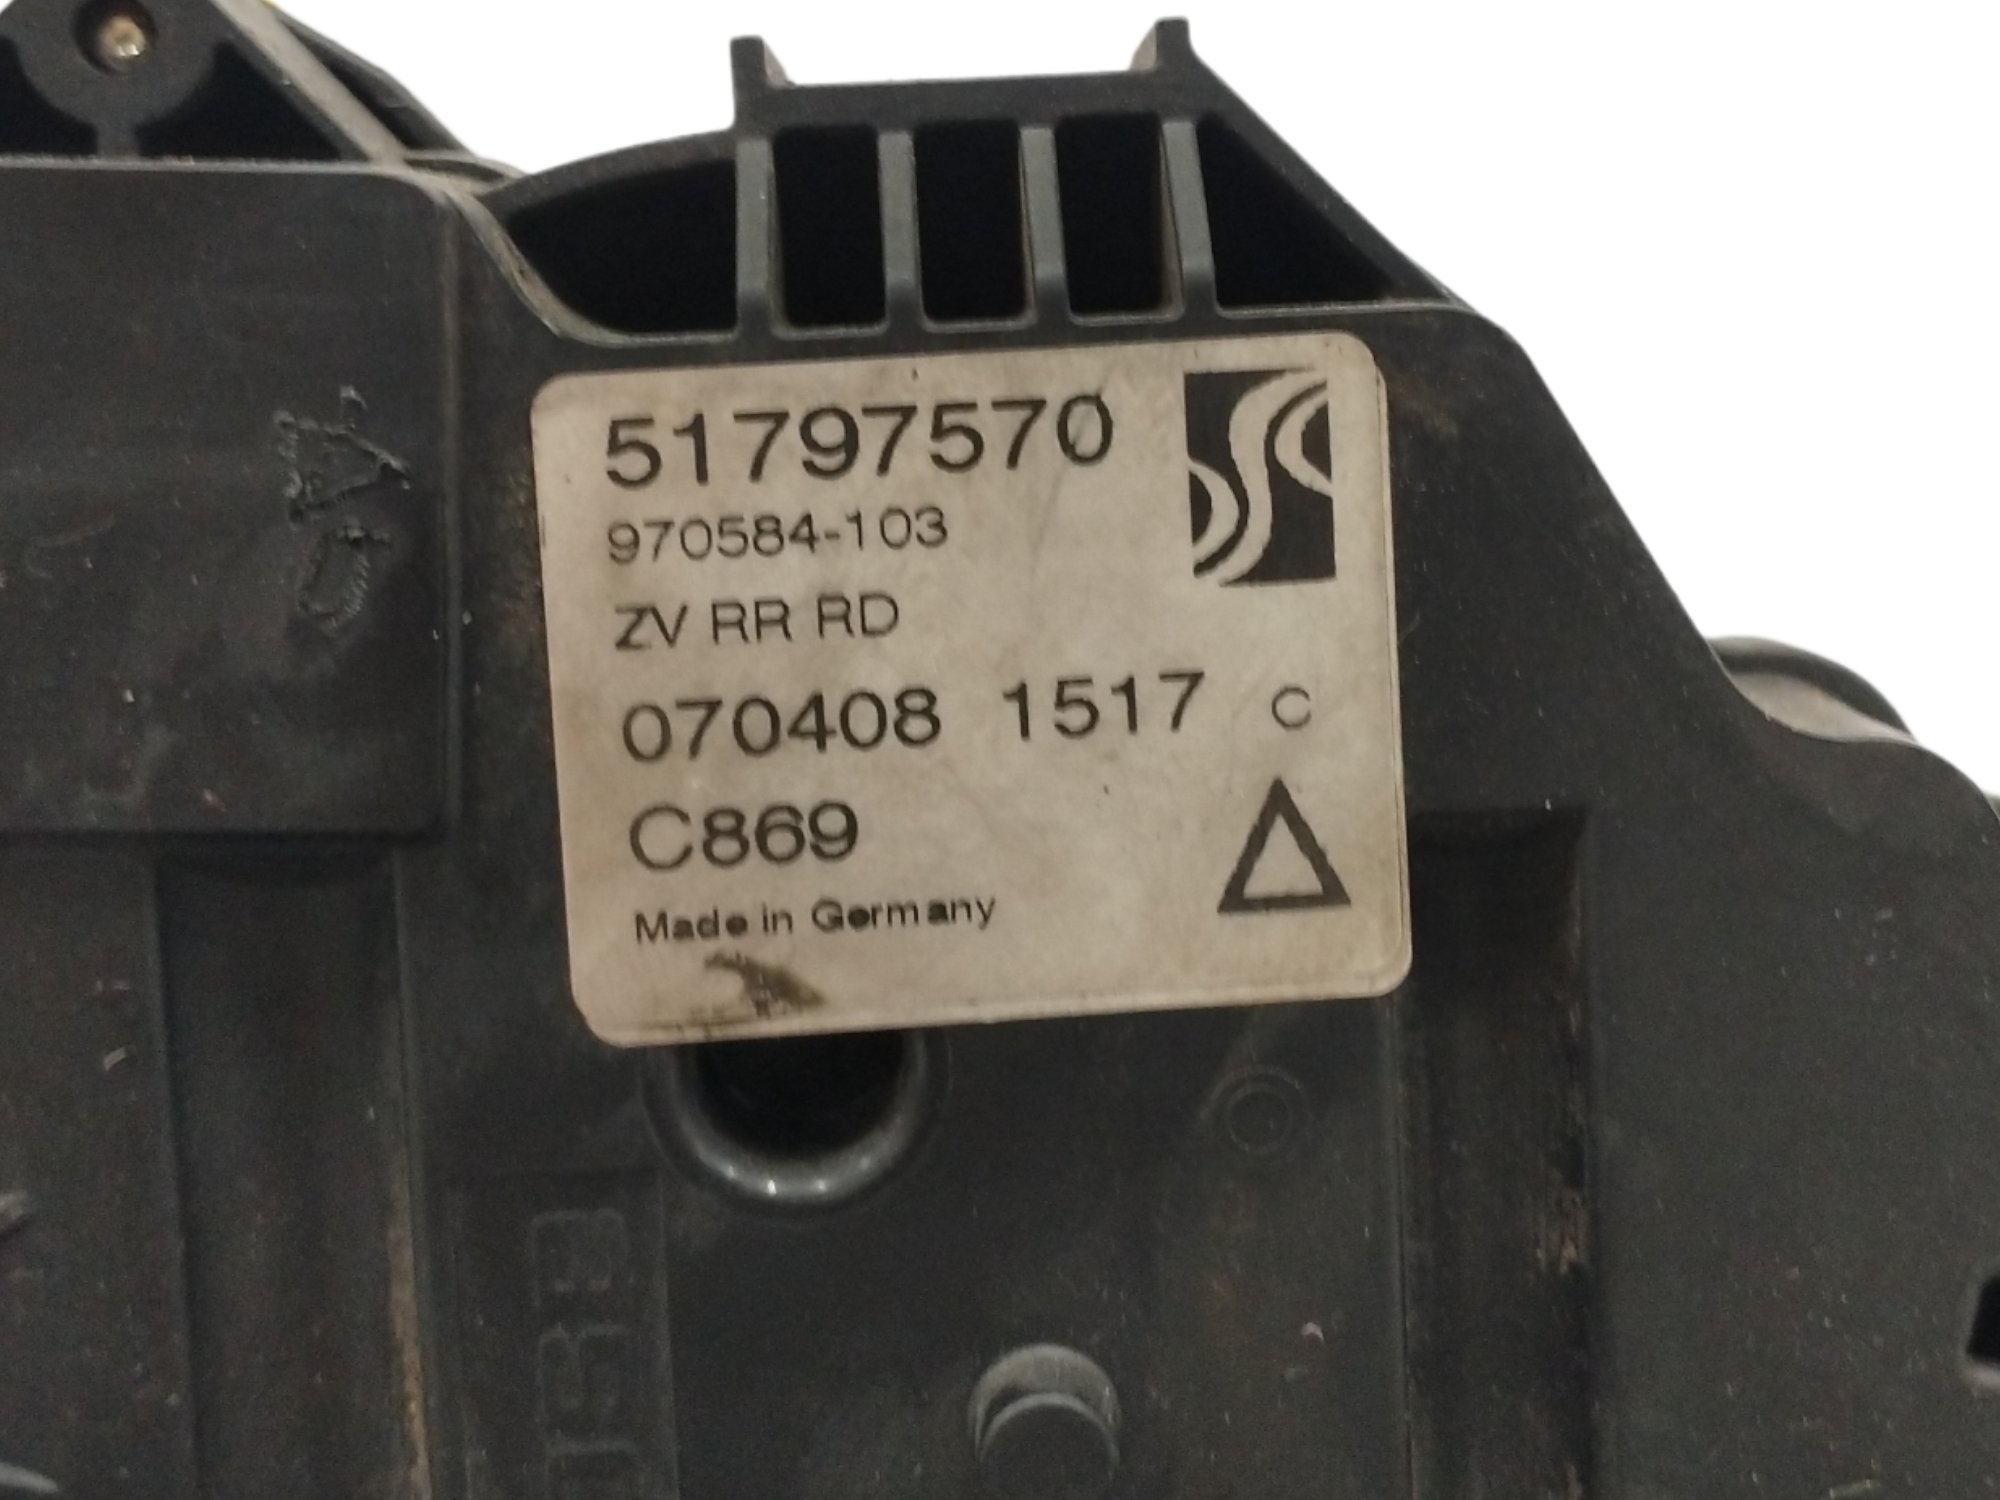 51797570
970584-103
ZV RR RD
070408 1517 C
C869
Made in Germany